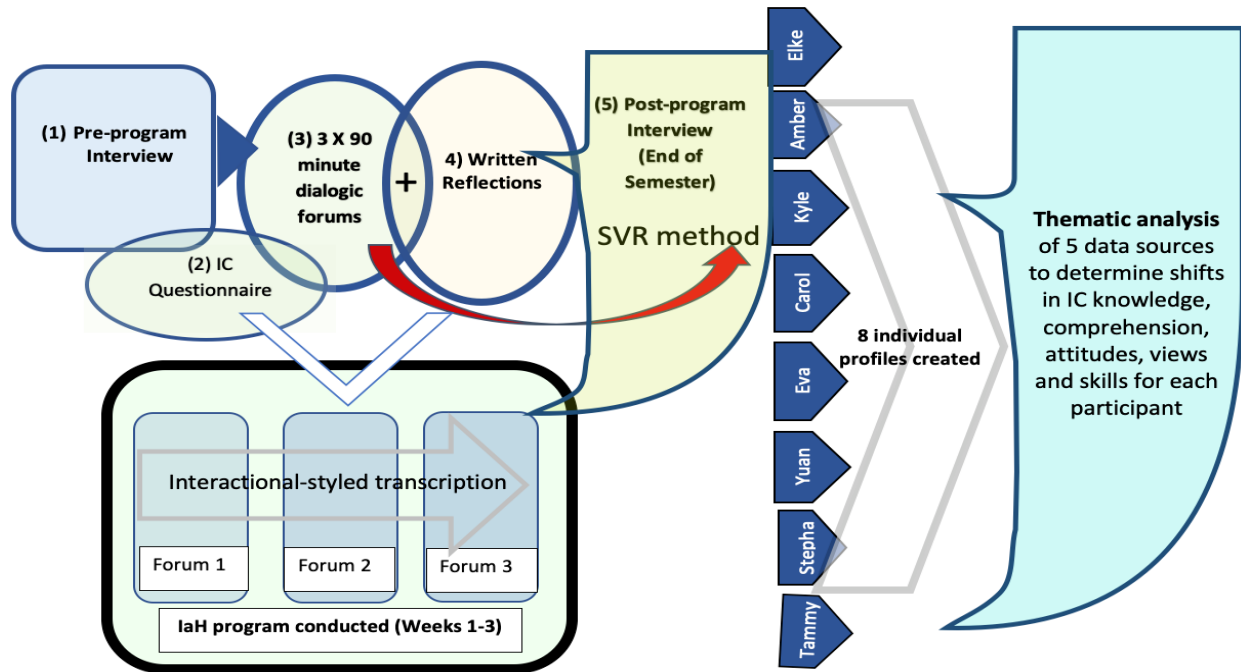 (1) Pre-program
Interview
(2) IC
Questionnaire
(3) 3 X 90
minute
dialogic
forums
+
4) Written
Reflections
(5) Post-program
Interview
(End of
Semester)
SVR method
Interactional-styled transcription
Forum 1
Forum 2
Forum 3
IaH program conducted (Weeks 1-3)
Elke
Amber
Kyle
Carol
Eva
Yuan
Stepha
Tammy
8 individual
profiles created
Thematic analysis
of 5 data sources
to determine shifts
in IC knowledge,
comprehension,
attitudes, views
and skills for each
participant